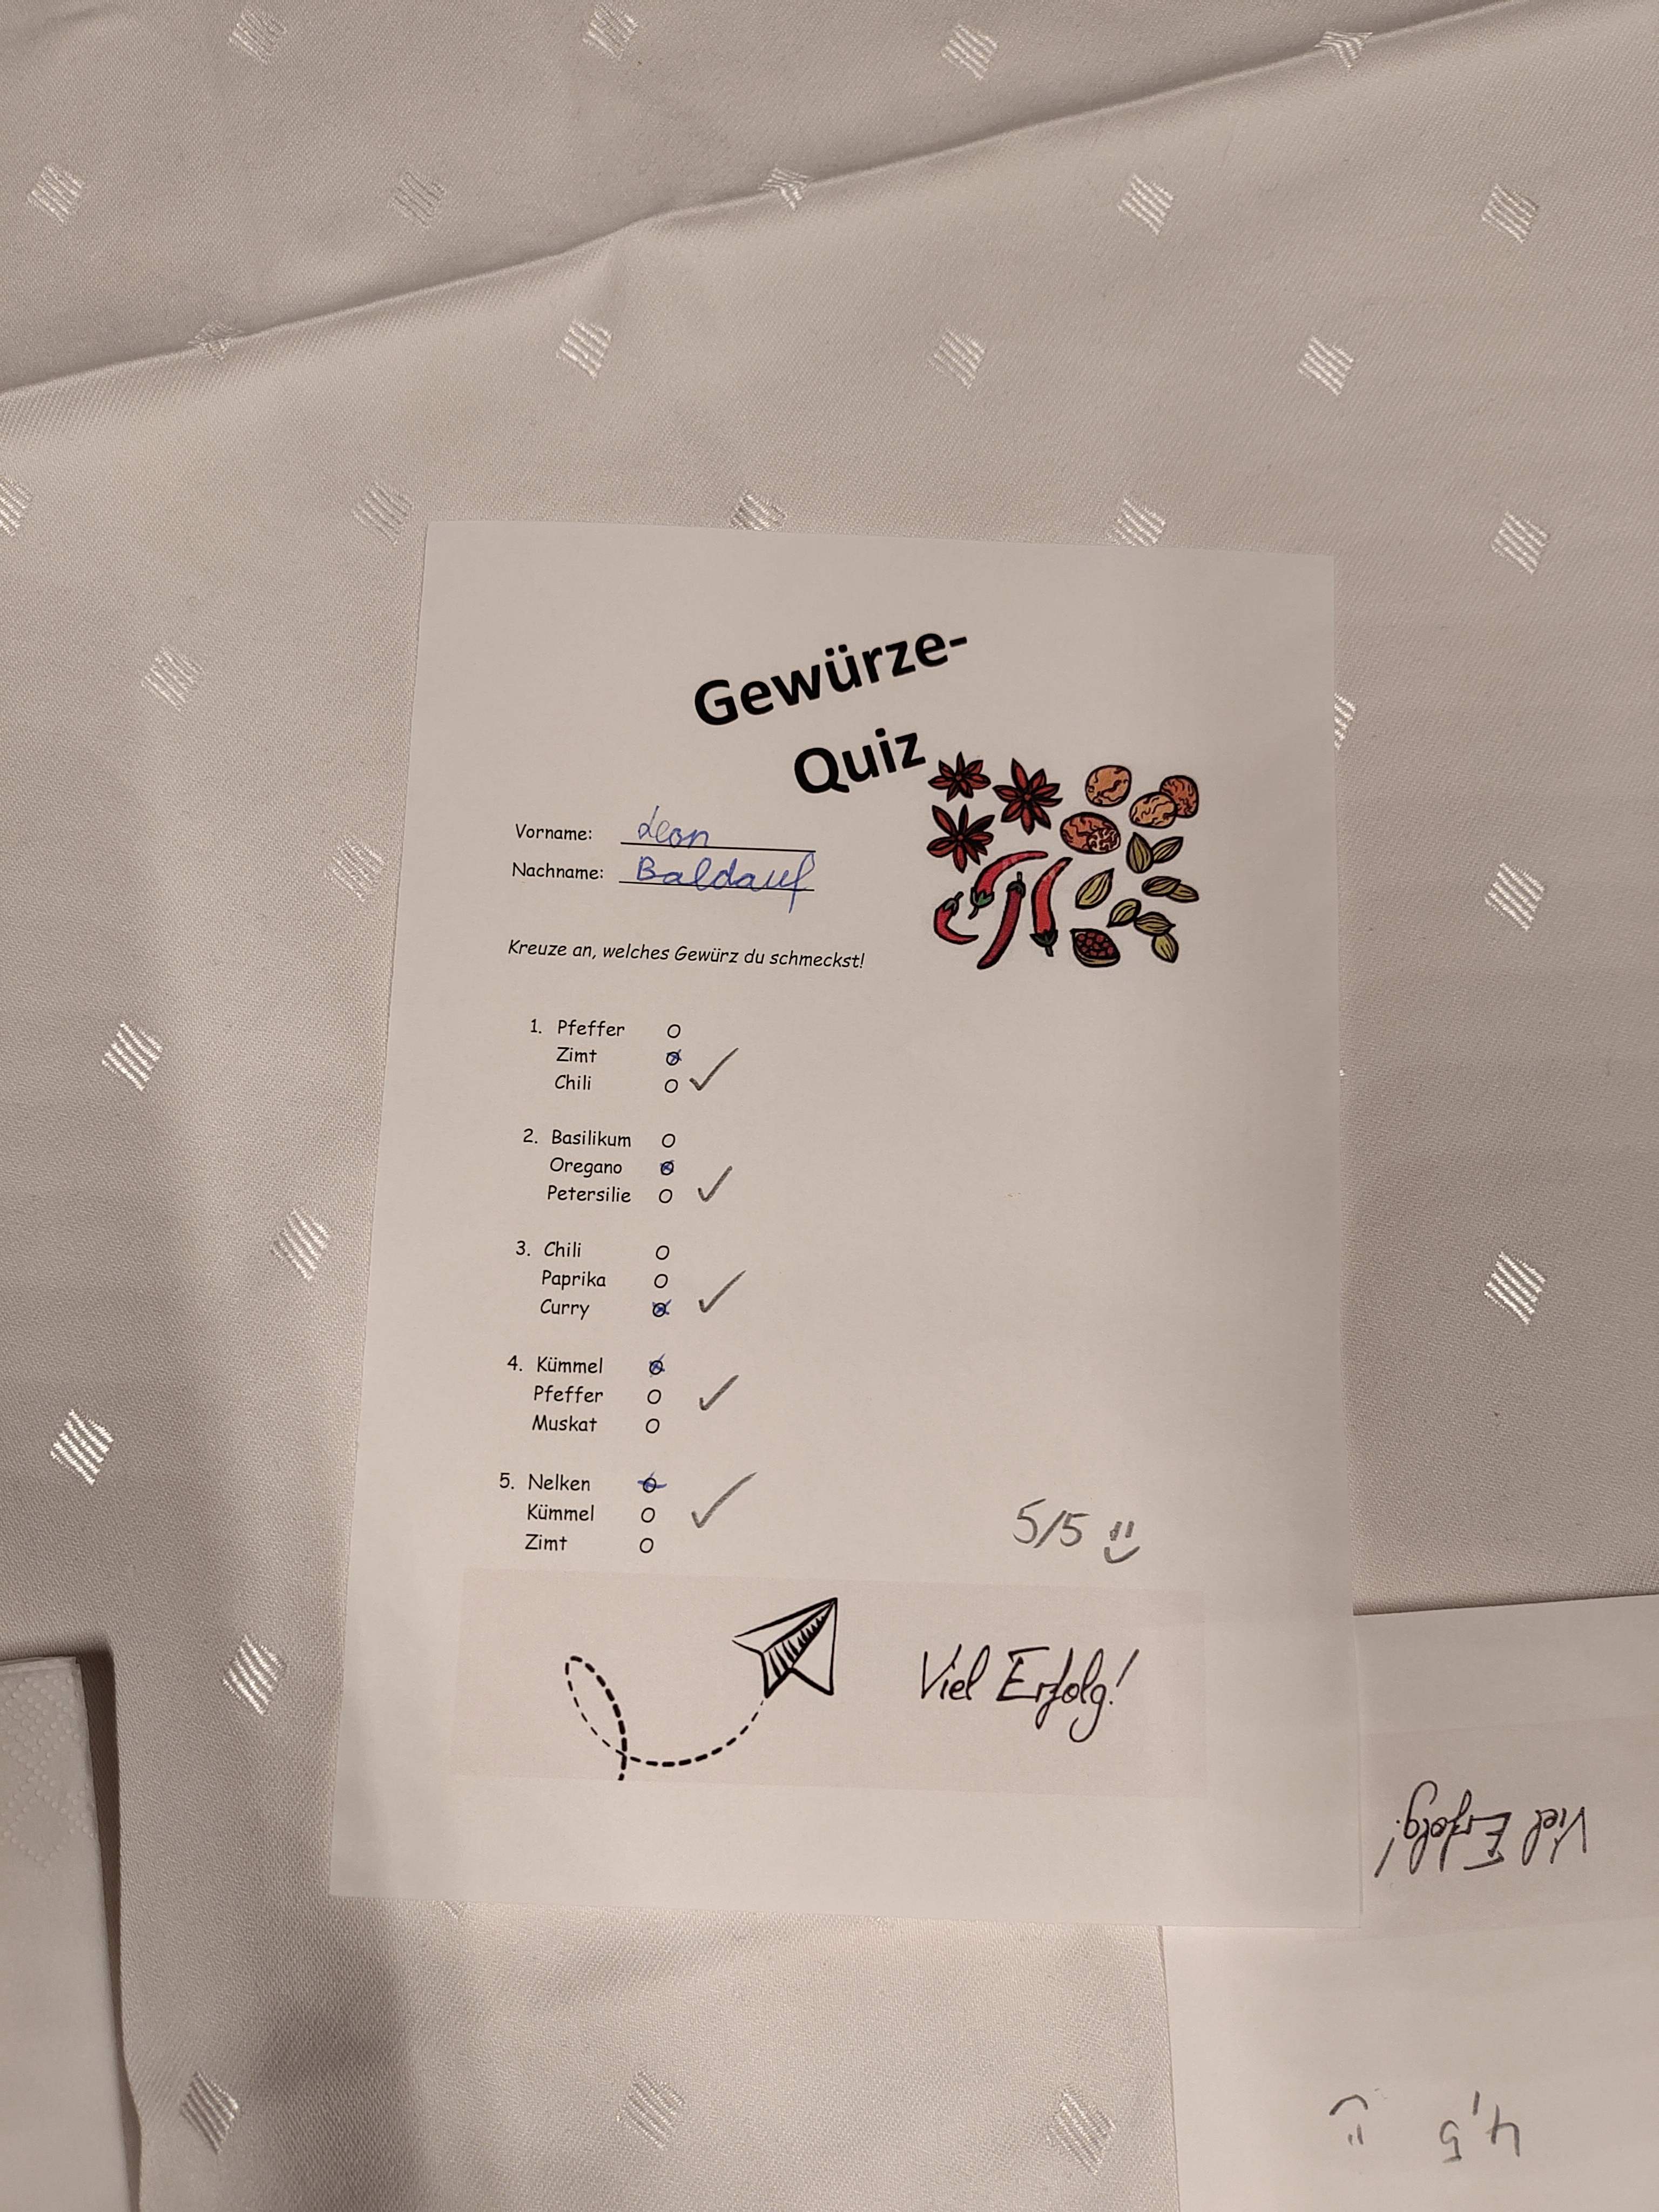 Gewürze-
Quiz
Vorname: Leon
Nachname: Baldauf
Kreuze an, welches Gewürz du schmeckst!
1. Pfeffer
Zimt
Chili
2. Basilikum
Oregano
Petersilie
3. Chili
Paprika
Curry
4. Kümmel
Pfeffer
Muskat
5. Nelken
Kümmel
Zimt
5/5
Viel Erfolg!
Viel Erfolg!
4,5